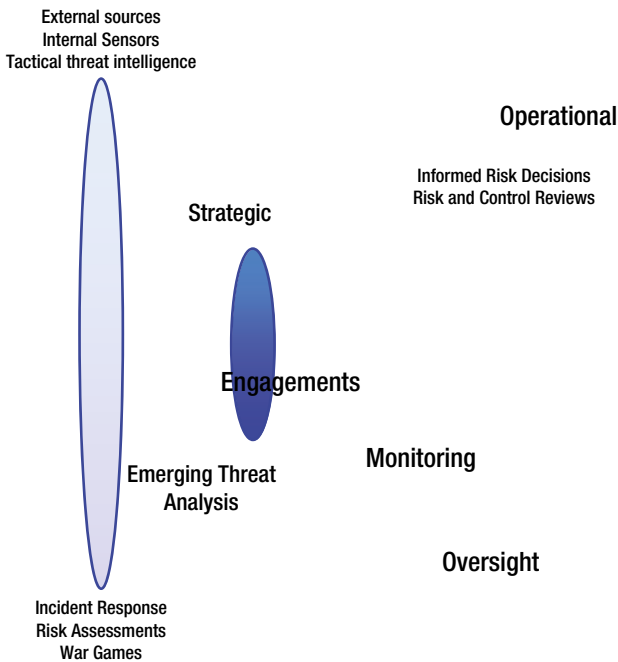 External sources
Internal Sensors
Tactical threat intelligence
Operational
Informed Risk Decisions
Risk and Control Reviews
Strategic
Engagements
Monitoring
Emerging Threat
Analysis
Oversight
Incident Response
Risk Assessments
War Games